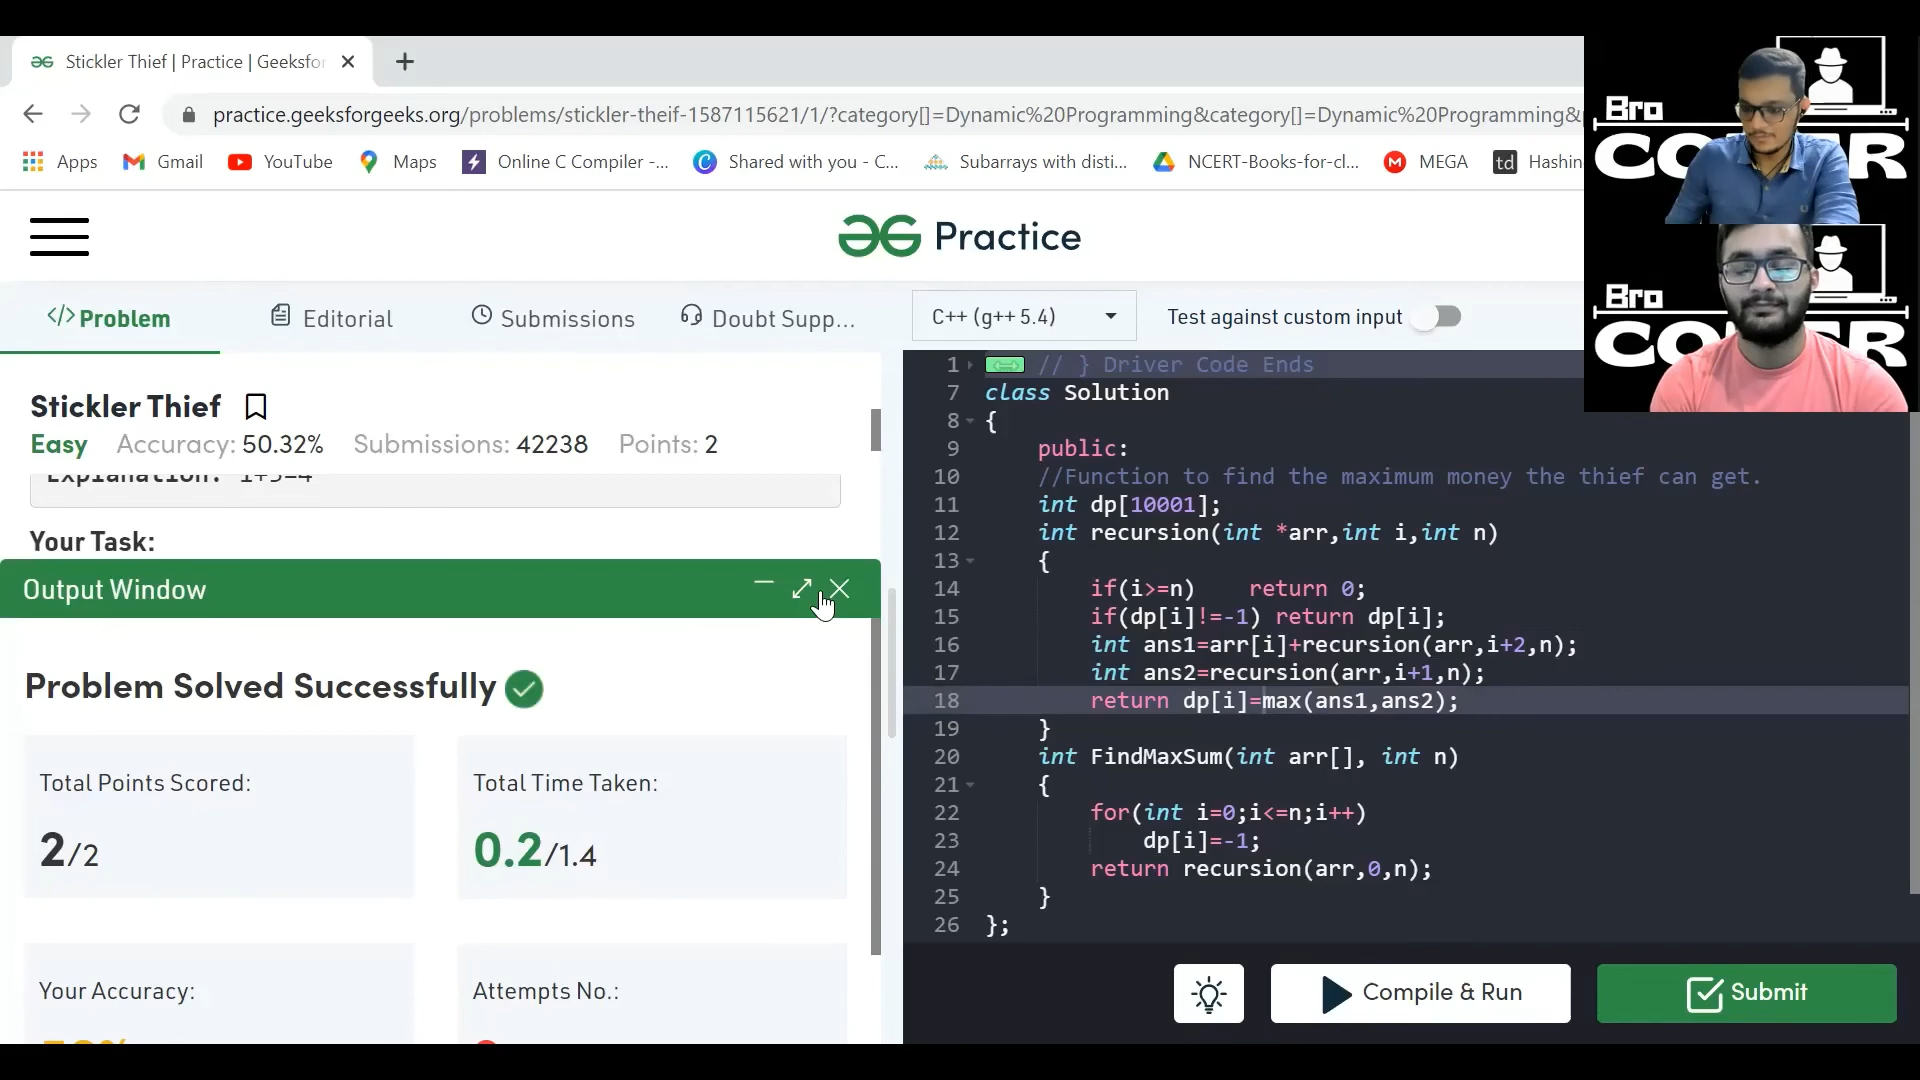 Stickler Thief | Practice | Geeksfor
practice.geeksforgeeks.org/problems/stickler-theif-1587115621/1/?category[]=Dynamic%20Programming&category[]=Dynamic%20Programming&
Apps
Gmail
YouTube
Maps
Online C Compiler -...
Shared with you - C...
Subarrays with disti...
NCERT-Books-for-cl...
MEGA
td Hashin
Bro
CODER
Bro
CODER
Practice
</>Problem
Editorial
Submissions
Doubt Supp...
C++ (g++ 5.4)
Test against custom input
Stickler Thief
Easy Accuracy: 50.32% Submissions: 42238 Points: 2
Explanation: 1+3=4
Your Task:
Output Window
Problem Solved Successfully
Total Points Scored:
2/2
Total Time Taken:
0.2/1.4
Your Accuracy:
Attempts No.:
1 // } Driver Code Ends
7 class Solution
8 {
9 public:
10 //Function to find the maximum money the thief can get.
11 int dp[10001];
12 int recursion(int *arr,int i,int n)
13 {
14 if(i>=n) return 0;
15 if(dp[i]!=-1) return dp[i];
16 int ans1=arr[i]+recursion(arr,i+2,n);
17 int ans2=recursion(arr,i+1,n);
18 return dp[i]=max(ans1,ans2);
19 }
20 int FindMaxSum(int arr[], int n)
21 {
22 for(int i=0;i<=n;i++)
23 dp[i]=-1;
24 return recursion(arr,0,n);
25 }
26 };
Compile & Run
Submit